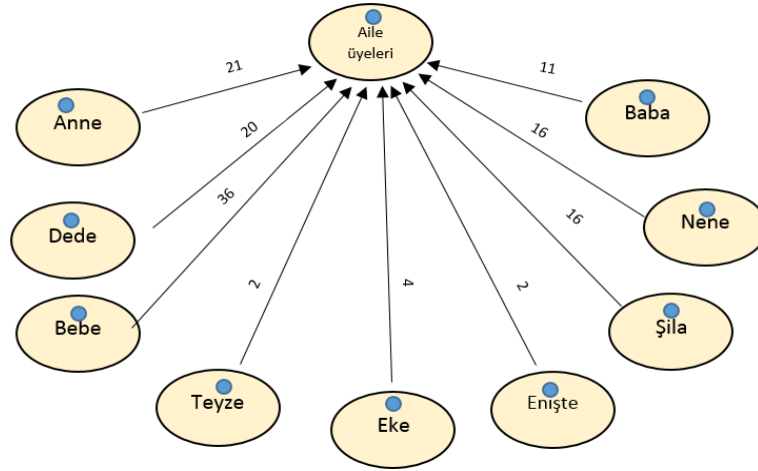 Aile
üyeleri
21
11
Anne
Baba
20
16
36
Dede
Nene
16
Bebe
Şila
2
4
2
Teyze
Eke
Enişte